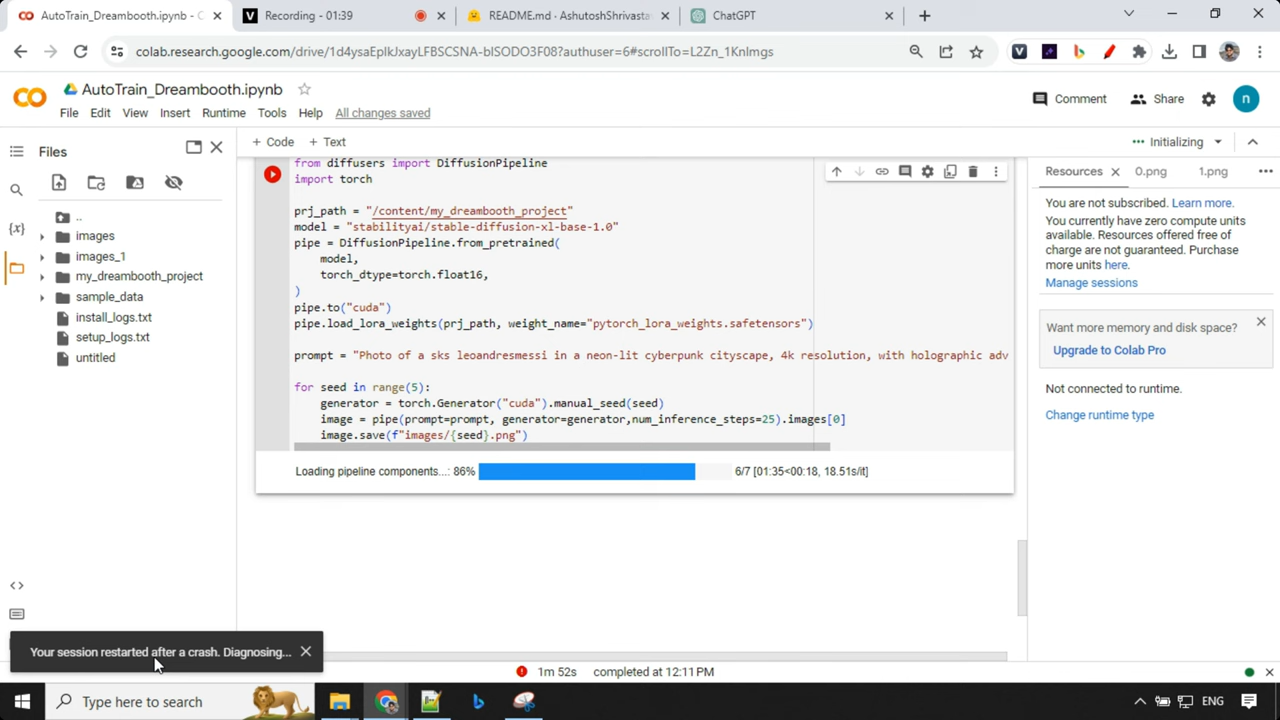 AutoTrain_Dreambooth.ipynb - C
Recording - 01:39
README.md · AshutoshShrivasta
ChatGPT
colab.research.google.com/drive/1d4ysaEplkJxayLFBSCSNA-blSODO3F08?authuser=6#scrollTo=L2Zn_1Knlmgs
AutoTrain_Dreambooth.ipynb
File Edit View Insert Runtime Tools Help All changes saved
Comment
Share
n
Files
+ Code + Text
Initializing
..
images
images_1
my_dreambooth_project
sample_data
install_logs.txt
setup_logs.txt
untitled
from diffusers import DiffusionPipeline
import torch
prj_path = "/content/my_dreambooth_project"
model = "stabilityai/stable-diffusion-xl-base-1.0"
pipe = DiffusionPipeline.from_pretrained(
model,
torch_dtype=torch.float16,
)
pipe.to("cuda")
pipe.load_lora_weights(prj_path, weight_name="pytorch_lora_weights.safetensors")
prompt = "Photo of a sks leoandresmessi in a neon-lit cyberpunk cityscape, 4k resolution, with holographic adv
for seed in range(5):
generator = torch.Generator("cuda").manual_seed(seed)
image = pipe(prompt=prompt, generator=generator,num_inference_steps=25).images[0]
image.save(f"images/{seed}.png")
Loading pipeline components...: 86% 6/7 [01:35<00:18, 18.51s/it]
Resources
0.png
1.png
You are not subscribed. Learn more.
You currently have zero compute units
available. Resources offered free of
charge are not guaranteed. Purchase
more units here.
Manage sessions
Want more memory and disk space?
Upgrade to Colab Pro
Not connected to runtime.
Change runtime type
Your session restarted after a crash. Diagnosing...
1m 52s completed at 12:11 PM
Type here to search
ENG